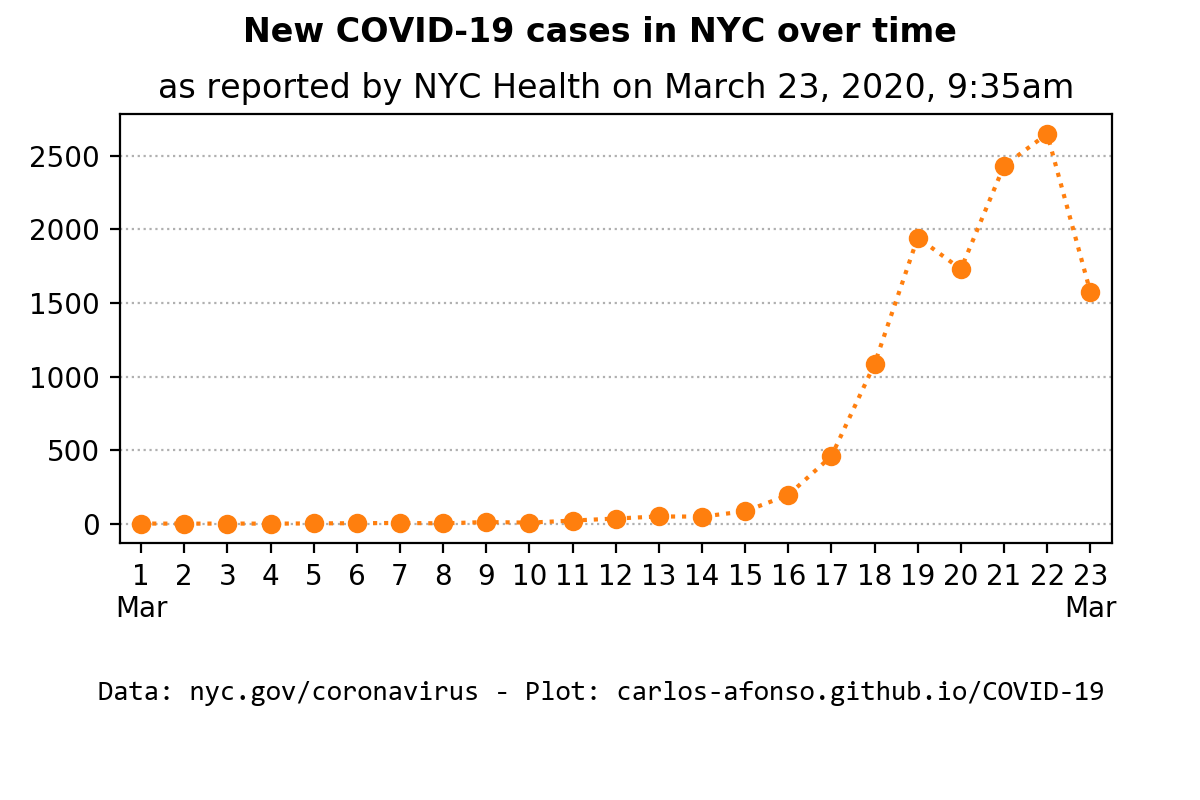 New COVID-19 cases in NYC over time
as reported by NYC Health on March 23, 2020, 9:35am
2500
2000
1500
1000
500
0
1 2 3 4 5 6 7 8 9 10 11 12 13 14 15 16 17 18 19 20 21 22 23
Mar Mar
Data: nyc.gov/coronavirus - Plot: carlos-afonso.github.io/COVID-19